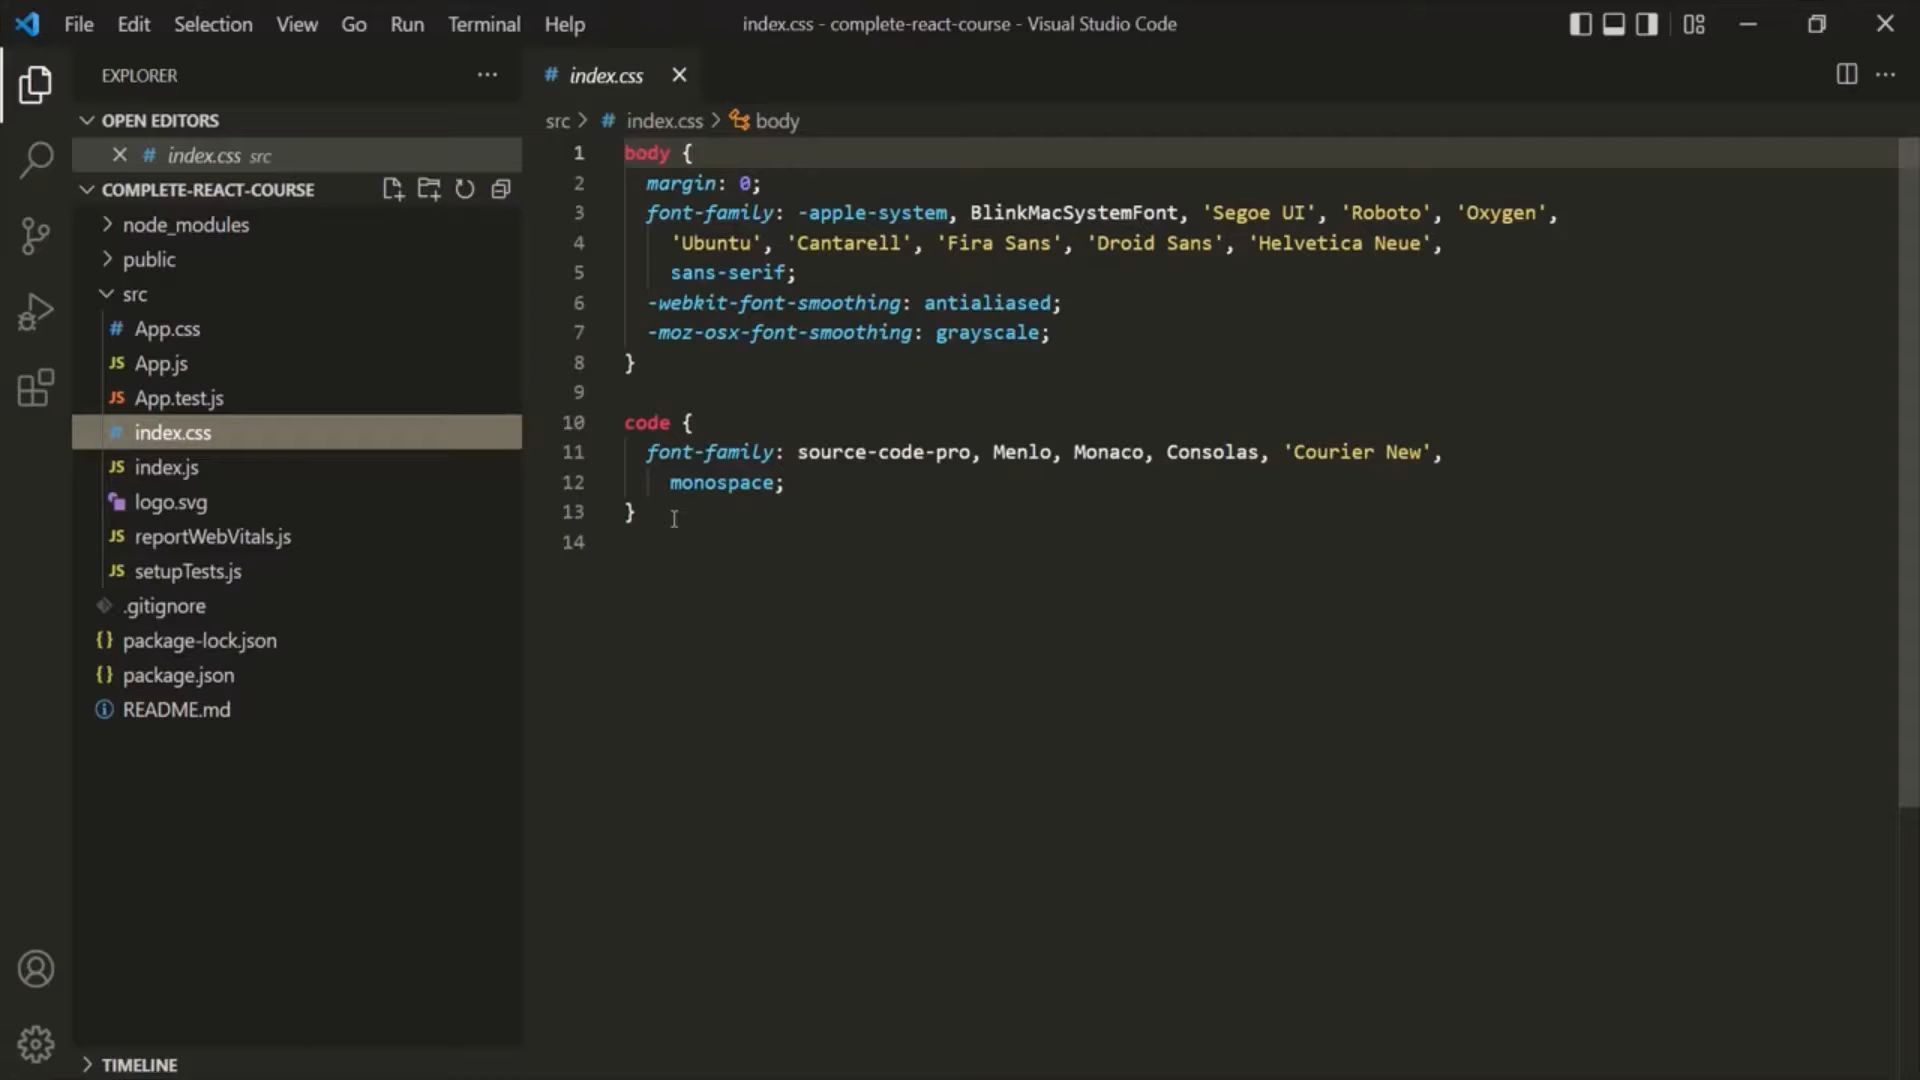 File Edit Selection View Go Run Terminal Help
index.css - complete-react-course - Visual Studio Code
EXPLORER
OPEN EDITORS
# index.css src
COMPLETE-REACT-COURSE
node_modules
public
src
# App.css
JS App.js
JS App.test.js
# index.css
JS index.js
logo.svg
JS reportWebVitals.js
JS setupTests.js
.gitignore
{} package-lock.json
{} package.json
README.md
TIMELINE
# index.css
src > # index.css > body
1 body {
2 margin: 0;
3 font-family: -apple-system, BlinkMacSystemFont, 'Segoe UI', 'Roboto', 'Oxygen',
4 'Ubuntu', 'Cantarell', 'Fira Sans', 'Droid Sans', 'Helvetica Neue',
5 sans-serif;
6 -webkit-font-smoothing: antialiased;
7 -moz-osx-font-smoothing: grayscale;
8 }
9
10 code {
11 font-family: source-code-pro, Menlo, Monaco, Consolas, 'Courier New',
12 monospace;
13 }
14